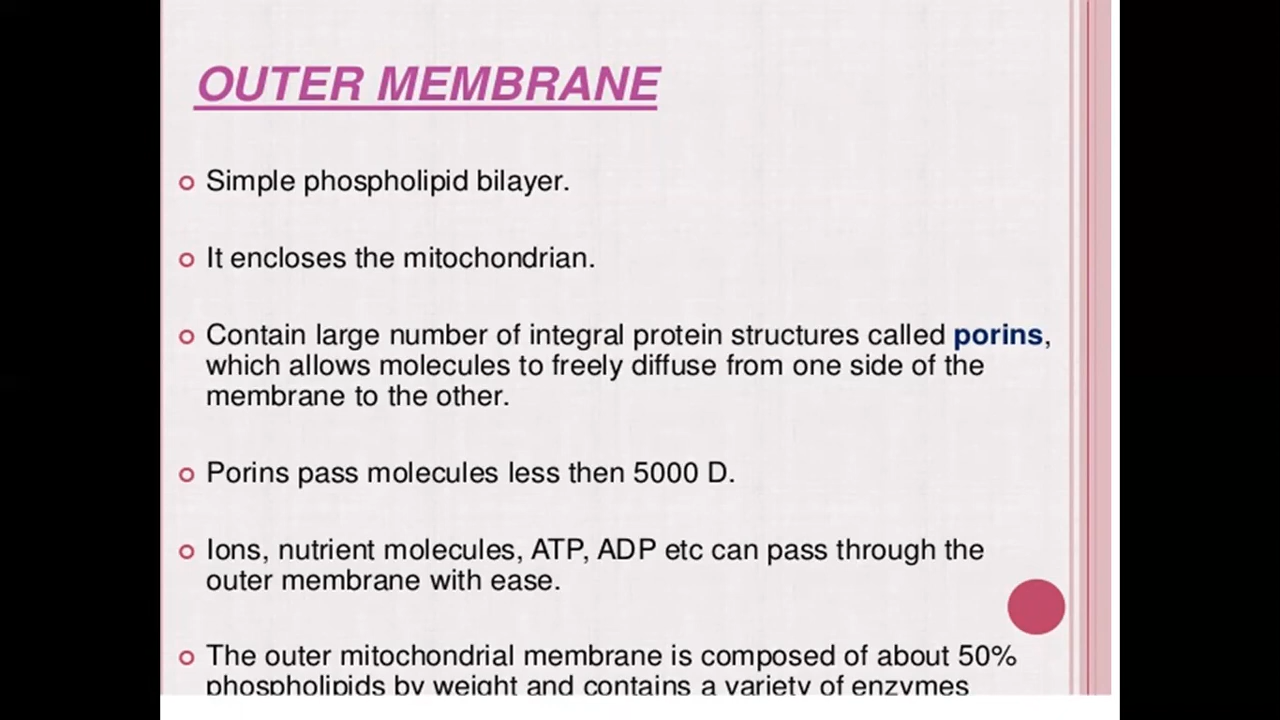 OUTER MEMBRANE
Simple phospholipid bilayer.
It encloses the mitochondrian.
Contain large number of integral protein structures called porins,
which allows molecules to freely diffuse from one side of the
membrane to the other.
Porins pass molecules less then 5000 D.
Ions, nutrient molecules, ATP, ADP etc can pass through the
outer membrane with ease.
The outer mitochondrial membrane is composed of about 50%
phospholipids by weight and contains a variety of enzymes